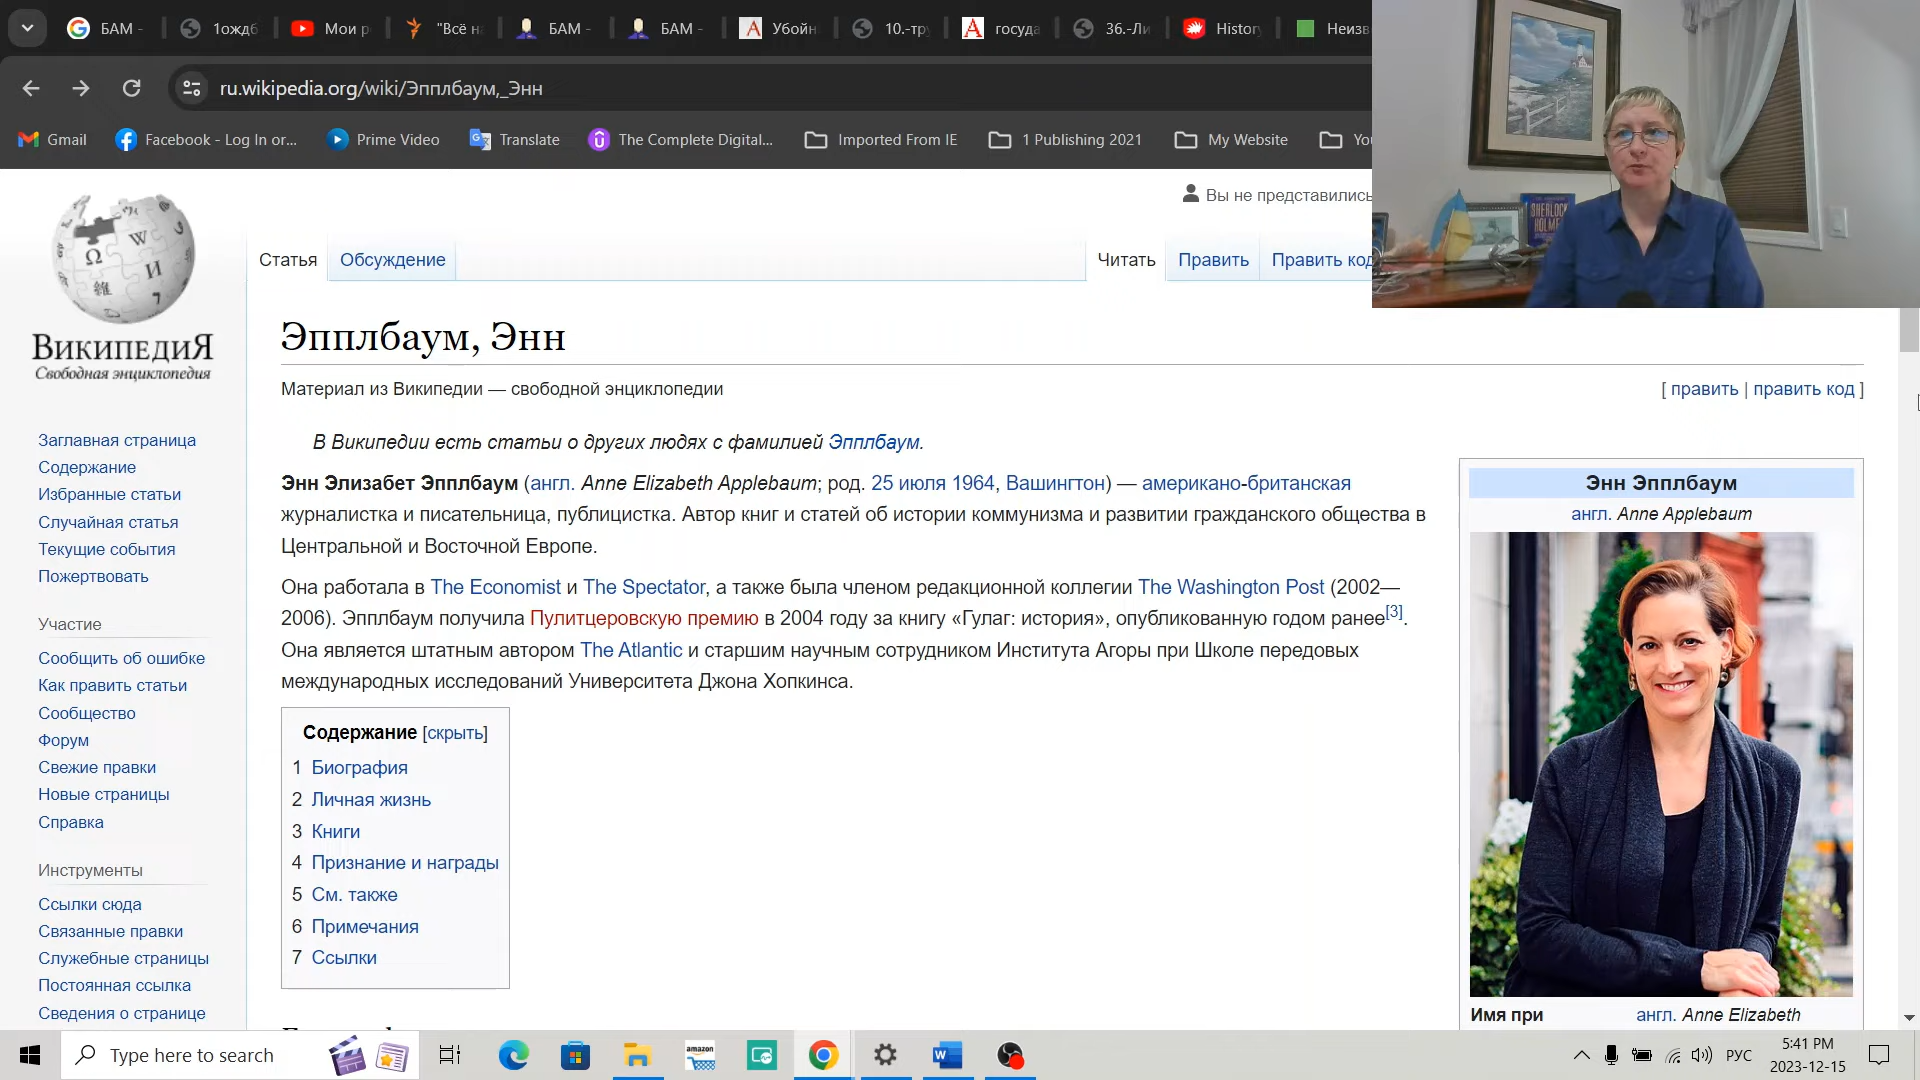 БАМ -
1ожд
Мои р
"Всё н
БАМ -
БАМ -
Убойн
10.-тр
госуда
36.-Ли
History
Неизв
ru.wikipedia.org/wiki/Эпплбаум,_Энн
Gmail
Facebook - Log In or...
Prime Video
Translate
The Complete Digital...
Imported From IE
1 Publishing 2021
My Website
SHERLOCK
HOLMES
ВикипедиЯ
Свободная энциклопедия
Вы не представились
Статья
Обсуждение
Читать
Править
Править код
Эпплбаум, Энн
Материал из Википедии — свободной энциклопедии
[ править | править код ]
В Википедии есть статьи о других людях с фамилией Эпплбаум.
Энн Элизабет Эпплбаум (англ. Anne Elizabeth Applebaum; род. 25 июля 1964, Вашингтон) — американо-британская
журналистка и писательница, публицистка. Автор книг и статей об истории коммунизма и развитии гражданского общества в
Центральной и Восточной Европе.
Она работала в The Economist и The Spectator, а также была членом редакционной коллегии The Washington Post (2002—
2006). Эпплбаум получила Пулитцеровскую премию в 2004 году за книгу «Гулаг: история», опубликованную годом ранее[3].
Она является штатным автором The Atlantic и старшим научным сотрудником Института Агоры при Школе передовых
международных исследований Университета Джона Хопкинса.
Содержание [скрыть]
1 Биография
2 Личная жизнь
3 Книги
4 Признание и награды
5 См. также
6 Примечания
7 Ссылки
Энн Эпплбаум
англ. Anne Applebaum
Имя при
англ. Anne Elizabeth
Заглавная страница
Содержание
Избранные статьи
Случайная статья
Текущие события
Пожертвовать
Участие
Сообщить об ошибке
Как править статьи
Сообщество
Форум
Свежие правки
Новые страницы
Справка
Инструменты
Ссылки сюда
Связанные правки
Служебные страницы
Постоянная ссылка
Сведения о странице
Type here to search
amazon
РУС
5:41 PM
2023-12-15